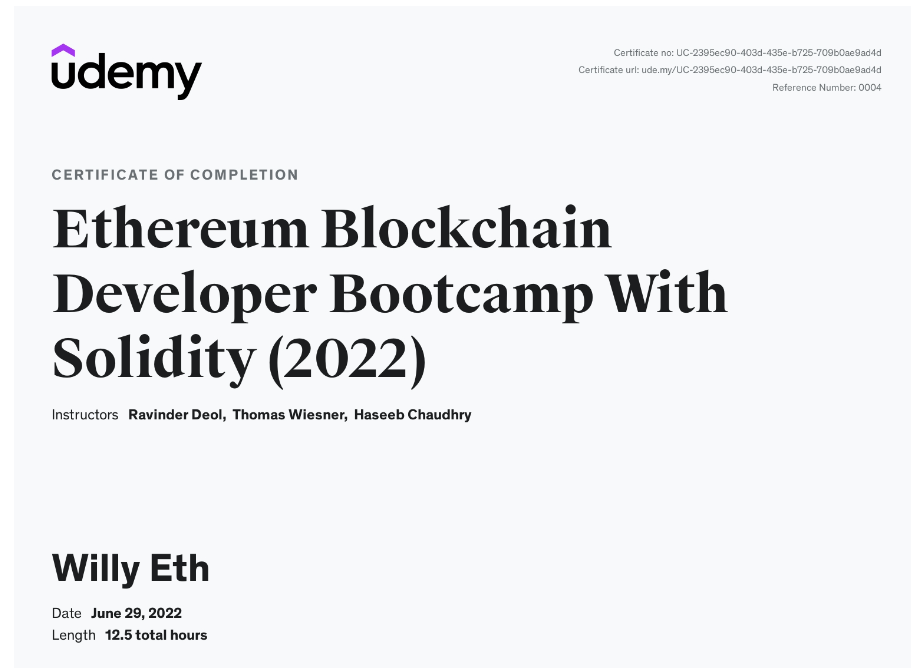 udemy
Certificate no: UC-2395ec90-403d-435e-b725-709b0ae9ad4d
Certificate url: ude.my/UC-2395ec90-403d-435e-b725-709b0ae9ad4d
Reference Number: 0004
CERTIFICATE OF COMPLETION
Ethereum Blockchain
Developer Bootcamp With
Solidity (2022)
Instructors Ravinder Deol, Thomas Wiesner, Haseeb Chaudhry
Willy Eth
Date June 29, 2022
Length 12.5 total hours